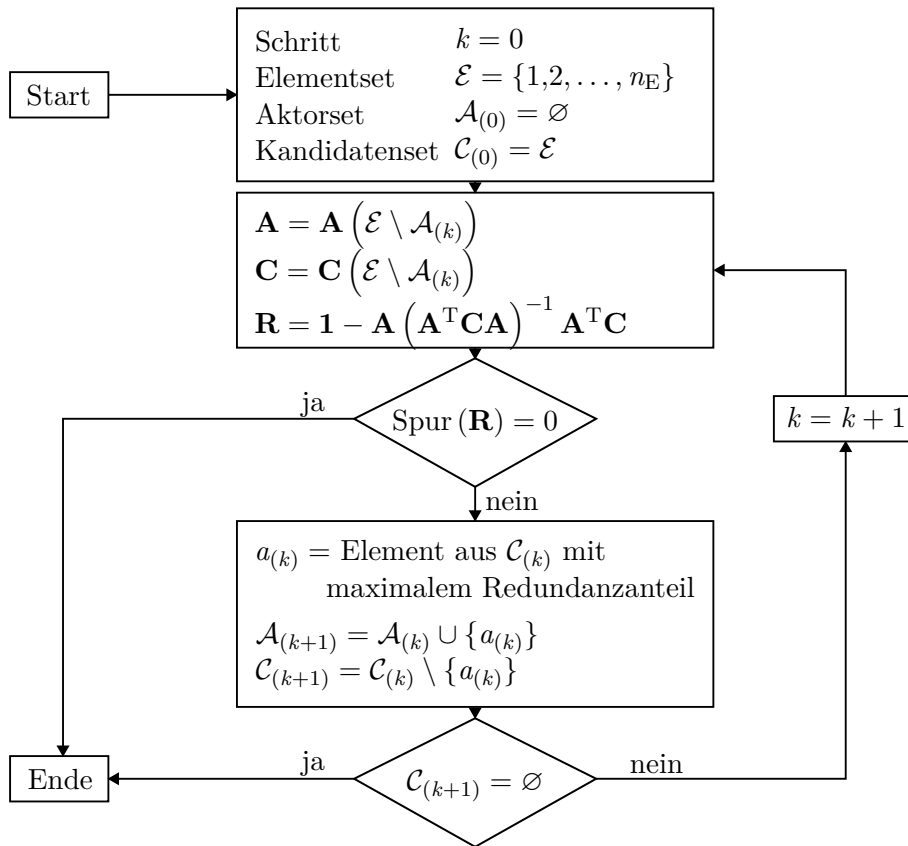 Start
Schritt k = 0
Elementset ℰ = {1,2, . . . , n_E}
Aktorset 𝒜_(0) = ∅
Kandidatenset 𝒞_(0) = ℰ
𝐀 = 𝐀 (ℰ \ 𝒜_(k))
𝐂 = 𝐂 (ℰ \ 𝒜_(k))
𝐑 = 𝟏 − 𝐀 (𝐀^T 𝐂𝐀)^−1 𝐀^T 𝐂
ja
Spur (𝐑) = 0
k = k + 1
nein
a_(k) = Element aus 𝒞_(k) mit
maximalem Redundanzanteil
𝒜_(k+1) = 𝒜_(k) ∪ {a_(k)}
𝒞_(k+1) = 𝒞_(k) \ {a_(k)}
Ende
ja
𝒞_(k+1) = ∅
nein